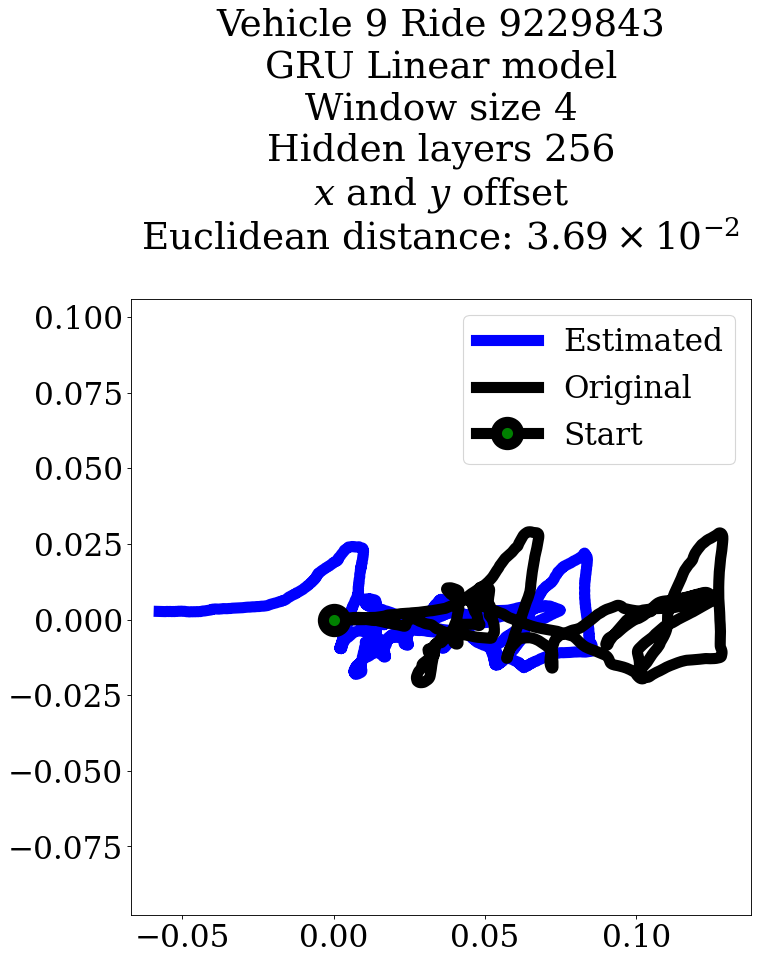 Vehicle 9 Ride 9229843
GRU Linear model
Window size 4
Hidden layers 256
x and y offset
Euclidean distance: 3.69 × 10⁻²
Estimated
Original
Start
0.100
0.075
0.050
0.025
0.000
−0.025
−0.050
−0.075
−0.05 0.00 0.05 0.10